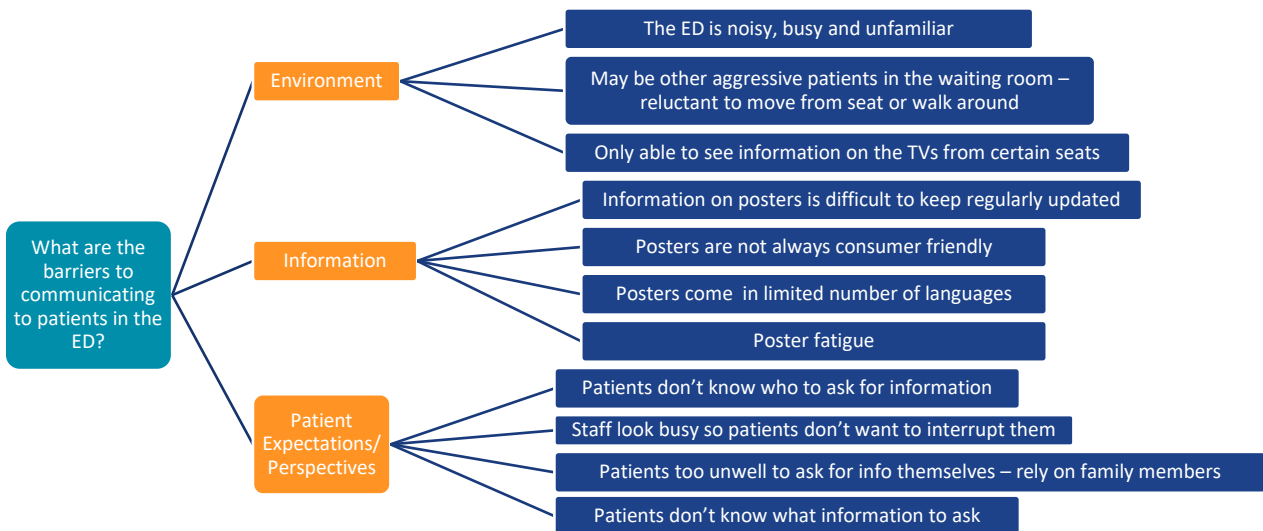 What are the
barriers to
communicating
to patients in the
ED?
Environment
The ED is noisy, busy and unfamiliar
May be other aggressive patients in the waiting room –
reluctant to move from seat or walk around
Only able to see information on the TVs from certain seats
Information
Information on posters is difficult to keep regularly updated
Posters are not always consumer friendly
Posters come in limited number of languages
Poster fatigue
Patient
Expectations/
Perspectives
Patients don’t know who to ask for information
Staff look busy so patients don’t want to interrupt them
Patients too unwell to ask for info themselves – rely on family members
Patients don’t know what information to ask